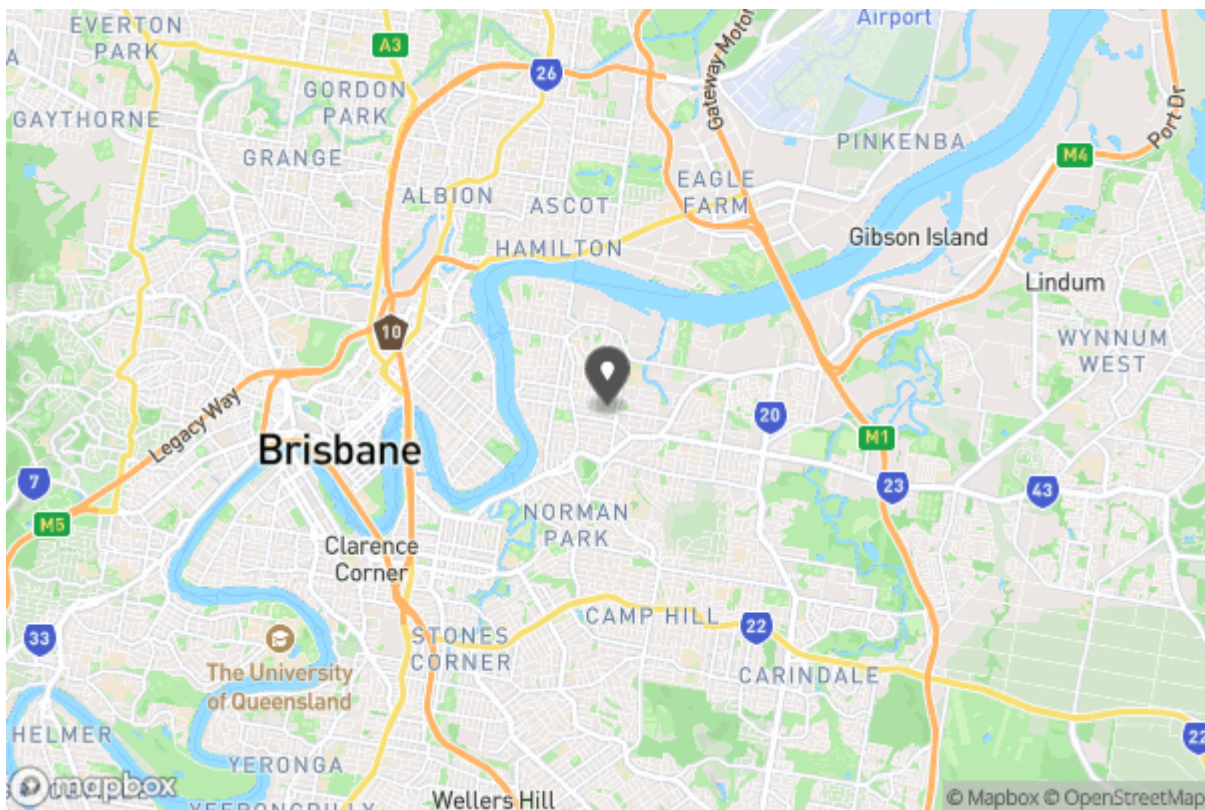 Airport
EVERTON
PARK
A3
26
Gateway Moto
GORDON
PARK
GAYTHORNE
PINKENBA
Port Dr
GRANGE
M4
ALBION
ASCOT
EAGLE
FARM
HAMILTON
Gibson Island
Lindum
10
WYNNUM
WEST
Legacy Way
20
Brisbane
M1
7
23
43
M5
NORMAN
PARK
Clarence
Corner
CAMP HILL
22
33
STONES
CORNER
The University
of Queensland
CARINDALE
HELMER
22
YERONGA
mapbox
Wellers Hill
© Mapbox © OpenStreetMap